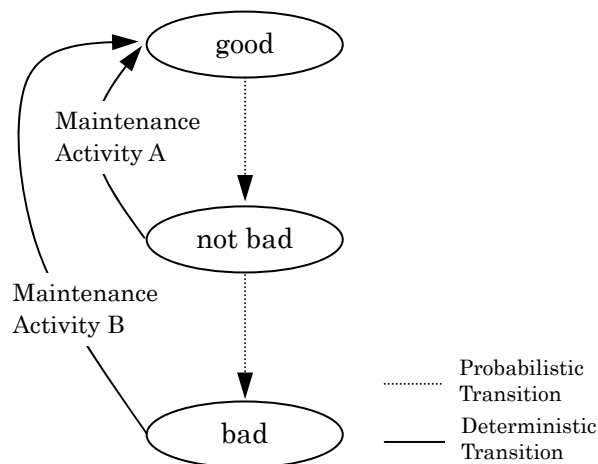 good
Maintenance
Activity A
not bad
Maintenance
Activity B
bad
Probabilistic
Transition
Deterministic
Transition